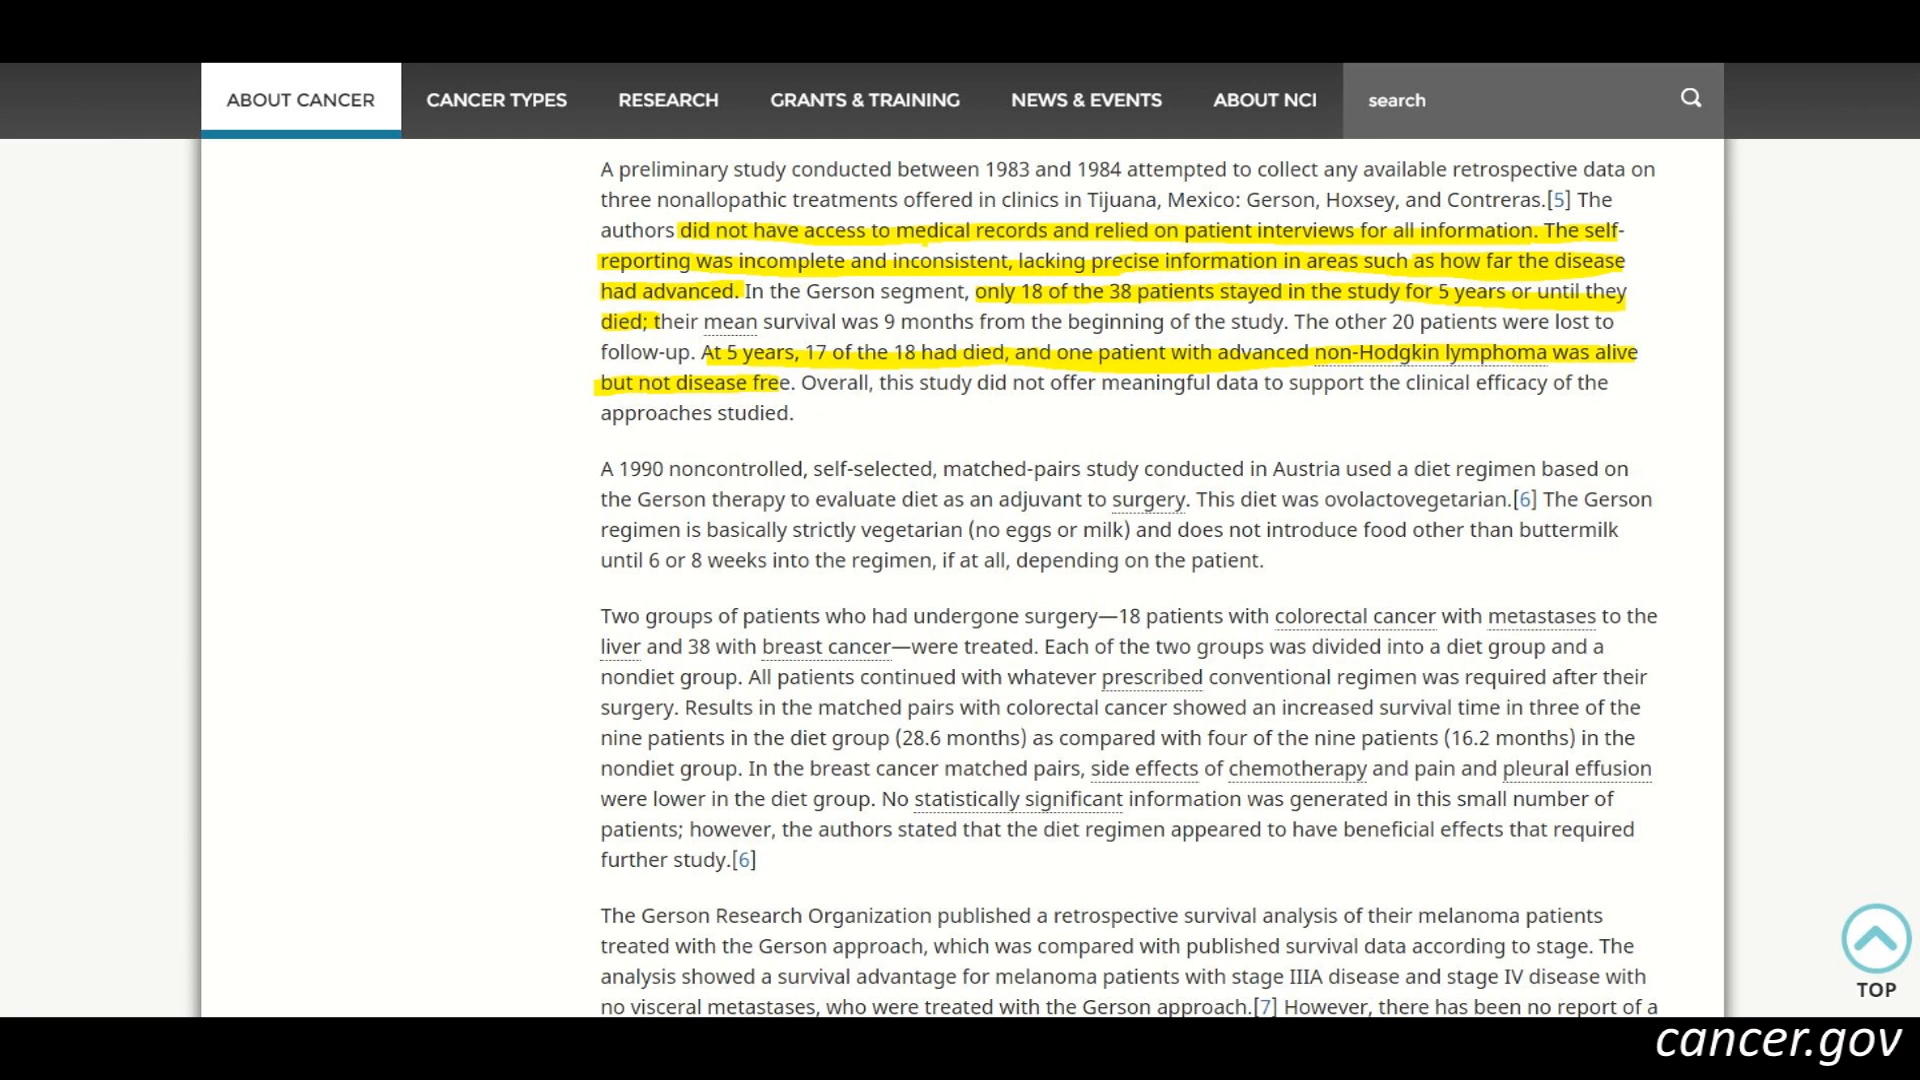 ABOUT CANCER CANCER TYPES RESEARCH GRANTS & TRAINING NEWS & EVENTS ABOUT NCI search
A preliminary study conducted between 1983 and 1984 attempted to collect any available retrospective data on
three nonallopathic treatments offered in clinics in Tijuana, Mexico: Gerson, Hoxsey, and Contreras.[5] The
authors did not have access to medical records and relied on patient interviews for all information. The self-
reporting was incomplete and inconsistent, lacking precise information in areas such as how far the disease
had advanced. In the Gerson segment, only 18 of the 38 patients stayed in the study for 5 years or until they
died; their mean survival was 9 months from the beginning of the study. The other 20 patients were lost to
follow-up. At 5 years, 17 of the 18 had died, and one patient with advanced non-Hodgkin lymphoma was alive
but not disease free. Overall, this study did not offer meaningful data to support the clinical efficacy of the
approaches studied.
A 1990 noncontrolled, self-selected, matched-pairs study conducted in Austria used a diet regimen based on
the Gerson therapy to evaluate diet as an adjuvant to surgery. This diet was ovolactovegetarian.[6] The Gerson
regimen is basically strictly vegetarian (no eggs or milk) and does not introduce food other than buttermilk
until 6 or 8 weeks into the regimen, if at all, depending on the patient.
Two groups of patients who had undergone surgery—18 patients with colorectal cancer with metastases to the
liver and 38 with breast cancer—were treated. Each of the two groups was divided into a diet group and a
nondiet group. All patients continued with whatever prescribed conventional regimen was required after their
surgery. Results in the matched pairs with colorectal cancer showed an increased survival time in three of the
nine patients in the diet group (28.6 months) as compared with four of the nine patients (16.2 months) in the
nondiet group. In the breast cancer matched pairs, side effects of chemotherapy and pain and pleural effusion
were lower in the diet group. No statistically significant information was generated in this small number of
patients; however, the authors stated that the diet regimen appeared to have beneficial effects that required
further study.[6]
The Gerson Research Organization published a retrospective survival analysis of their melanoma patients
treated with the Gerson approach, which was compared with published survival data according to stage. The
analysis showed a survival advantage for melanoma patients with stage IIIA disease and stage IV disease with
no visceral metastases, who were treated with the Gerson approach.[7] However, there has been no report of a
TOP
cancer.gov